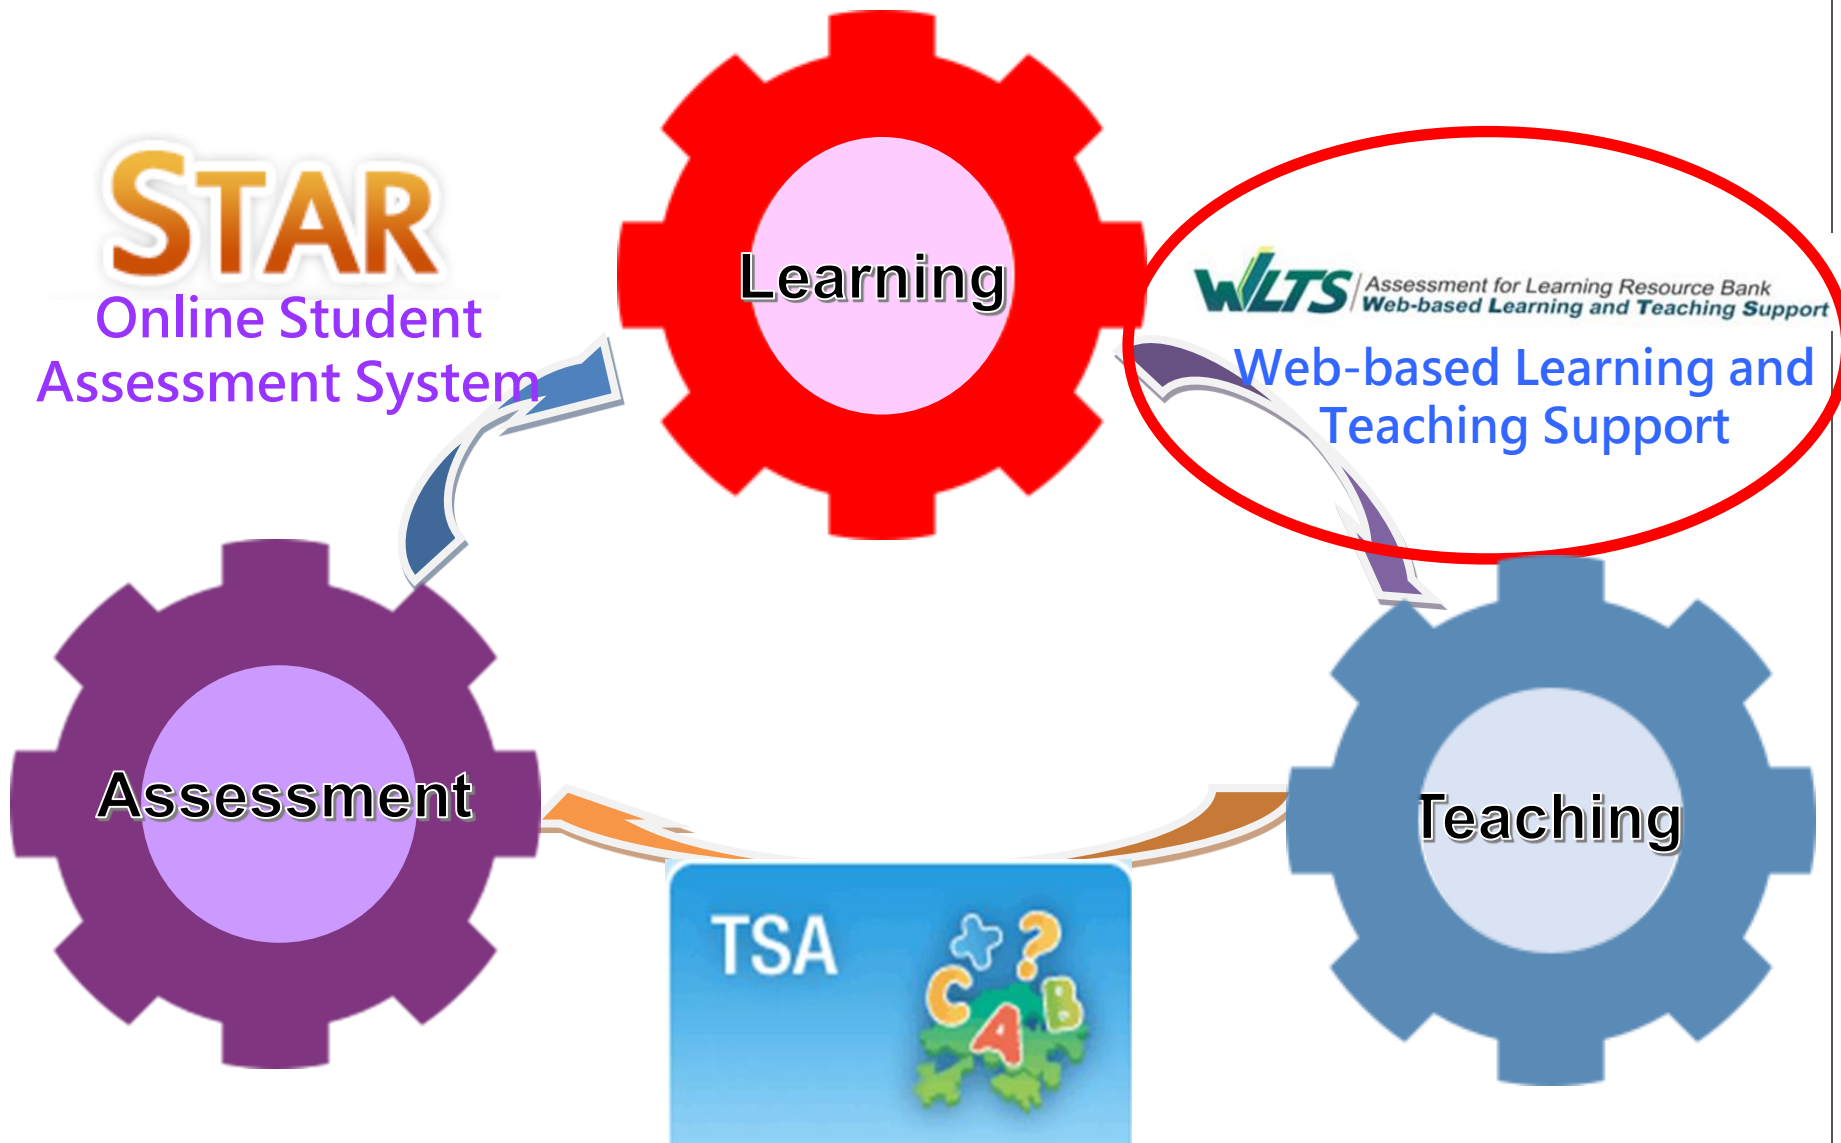 STAR
Online Student
Assessment System
Learning
WLTS Assessment for Learning Resource Bank
Web-based Learning and Teaching Support
Web-based Learning and
Teaching Support
Assessment
Teaching
TSA
? C A B